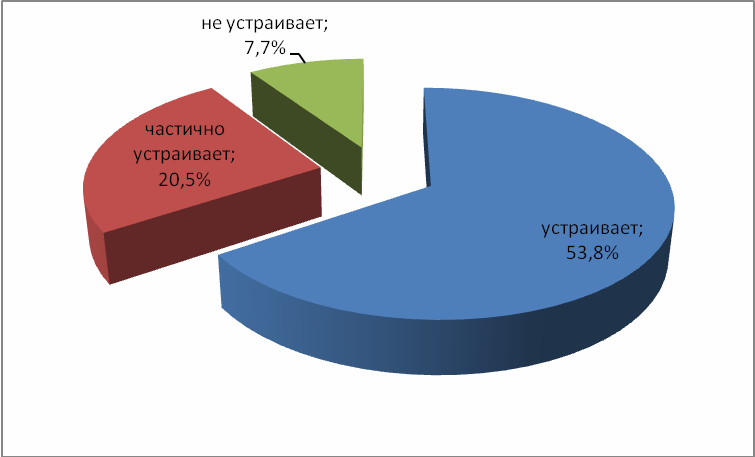 не устраивает;
7,7%
частично
устраивает;
20,5%
устраивает;
53,8%